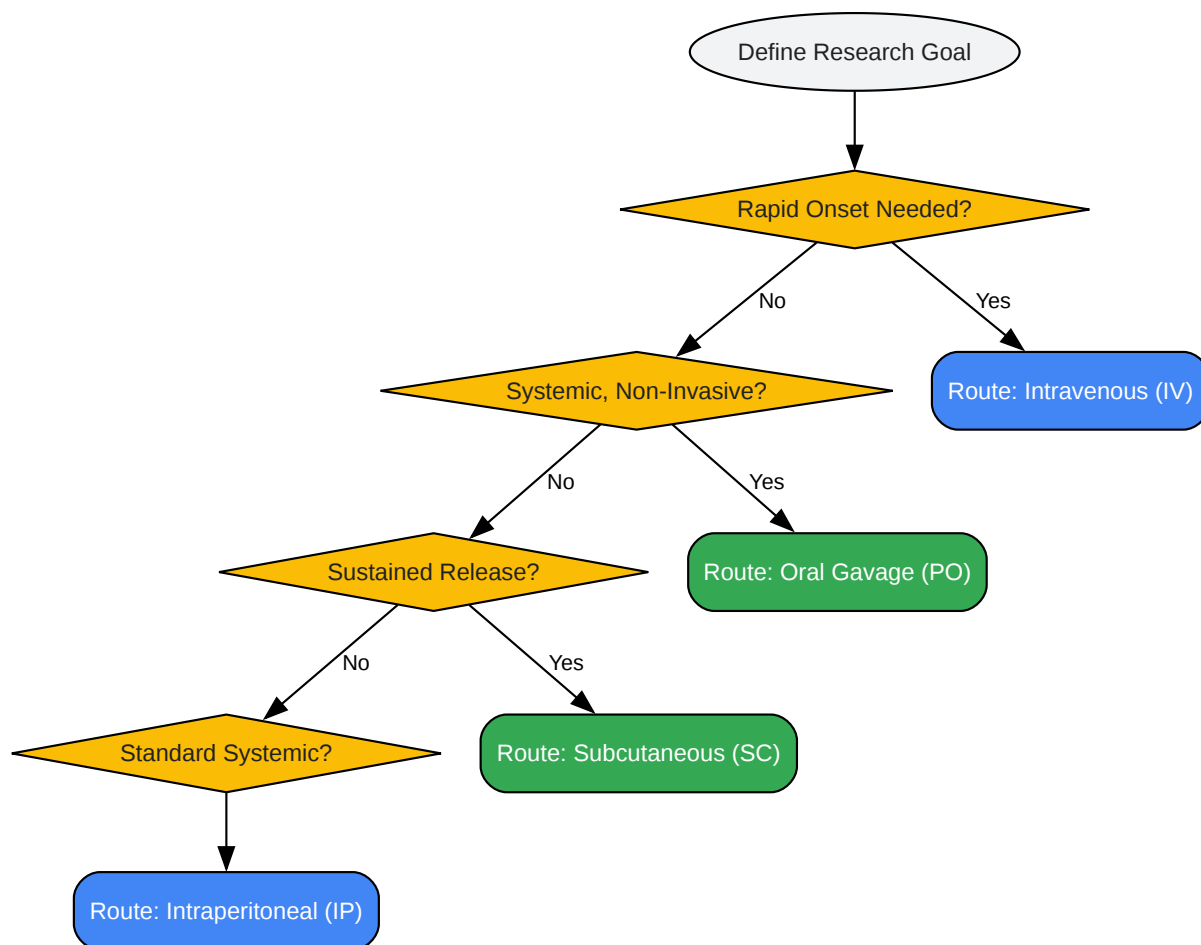 Define Research Goal
Rapid Onset Needed?
No
Yes
Systemic, Non-Invasive?
Route: Intravenous (IV)
No
Yes
Sustained Release?
Route: Oral Gavage (PO)
No
Yes
Standard Systemic?
Route: Subcutaneous (SC)
Route: Intraperitoneal (IP)